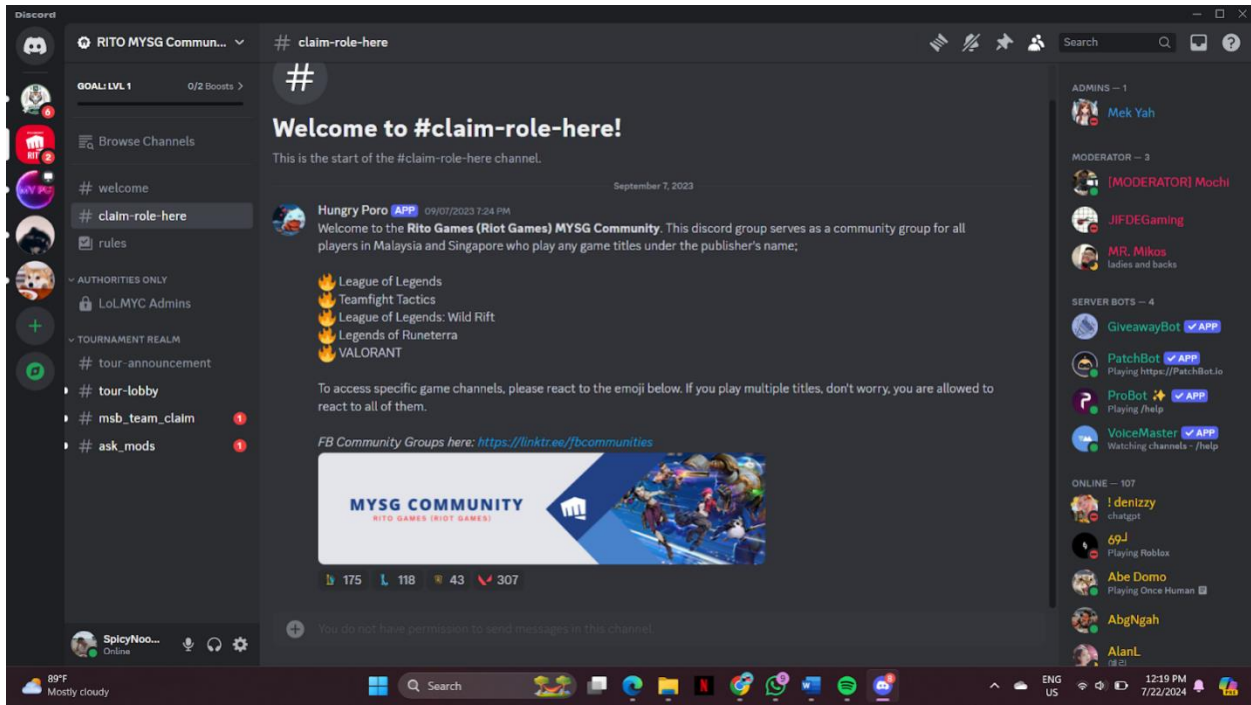 Discord
RITO MYSG Commun...
# claim-role-here
Search
GOAL: LVL 1 0/2 Boosts >
Browse Channels
# welcome
# claim-role-here
rules
AUTHORITIES ONLY
LoLMYC Admins
TOURNAMENT REALM
# tour-announcement
# tour-lobby
# msb_team_claim 1
# ask_mods 1
6
RIT 2
SpicyNoo...
Online
#
Welcome to #claim-role-here!
This is the start of the #claim-role-here channel.
September 7, 2023
Hungry Poro APP 09/07/2023 7:24 PM
Welcome to the Rito Games (Riot Games) MYSG Community. This discord group serves as a community group for all
players in Malaysia and Singapore who play any game titles under the publisher's name;
🔥 League of Legends
🔥 Teamfight Tactics
🔥 League of Legends: Wild Rift
🔥 Legends of Runeterra
🔥 VALORANT
To access specific game channels, please react to the emoji below. If you play multiple titles, don't worry, you are allowed to
react to all of them.
FB Community Groups here: https://linktr.ee/fbcommunities
MYSG COMMUNITY
RITO GAMES (RIOT GAMES)
175 118 43 307
You do not have permission to send messages in this channel.
ADMINS — 1
Mek Yah
MODERATOR — 3
[MODERATOR] Mochi
JIFDEGaming
MR. Mikos
ladies and backs
SERVER BOTS — 4
GiveawayBot ✓ APP
PatchBot ✓ APP
Playing https://PatchBot.io
ProBot ✨ ✓ APP
Playing /help
VoiceMaster ✓ APP
Watching channels - /help
ONLINE — 107
! denizzy
chatgpt
Playing Roblox
Abe Domo
Playing Once Human
AbgNgah
AlanL
89°F
Mostly cloudy
Search
9
8
ENG
US
12:19 PM
7/22/2024